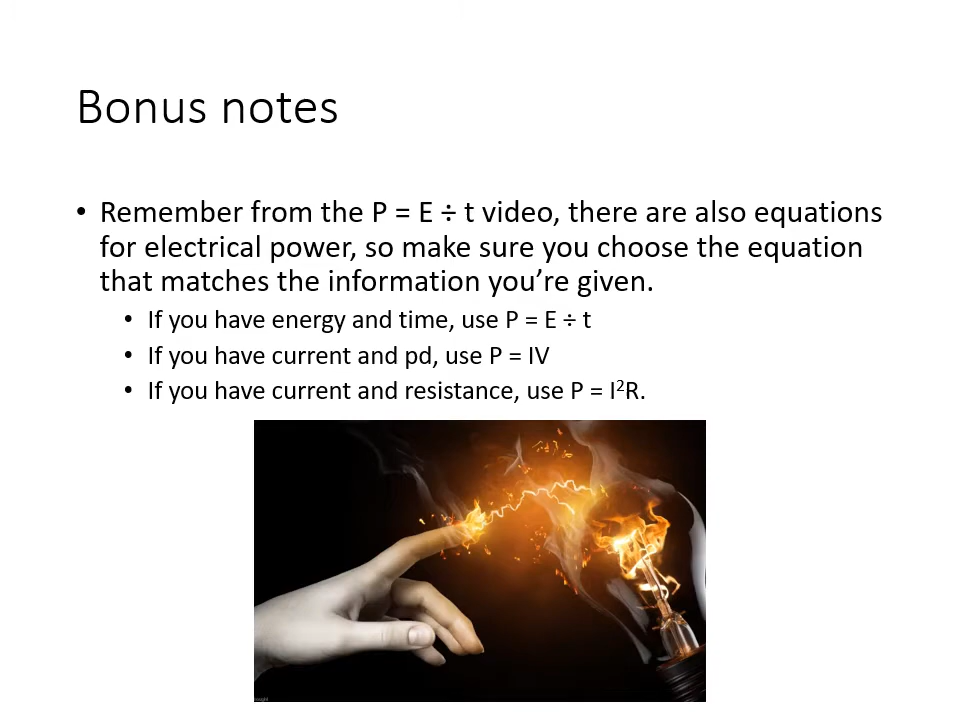 Bonus notes
• Remember from the P = E ÷ t video, there are also equations
for electrical power, so make sure you choose the equation
that matches the information you’re given.
• If you have energy and time, use P = E ÷ t
• If you have current and pd, use P = IV
• If you have current and resistance, use P = I²R.